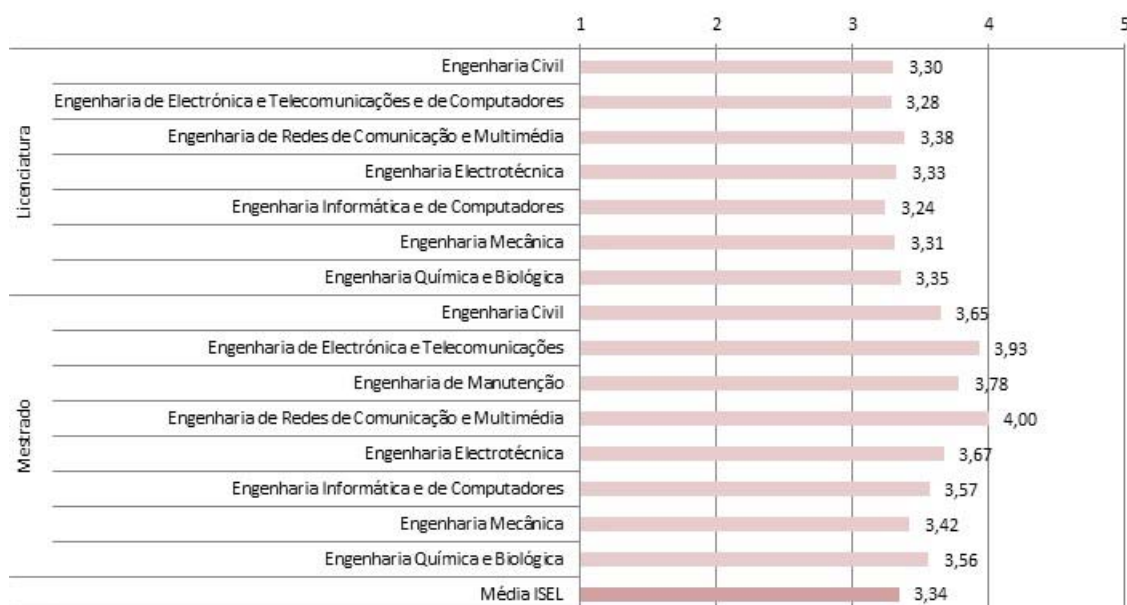 1 2 3 4 5
Licenciatura
Engenharia Civil 3,30
Engenharia de Electrónica e Telecomunicações e de Computadores 3,28
Engenharia de Redes de Comunicação e Multimédia 3,38
Engenharia Electrotécnica 3,33
Engenharia Informática e de Computadores 3,24
Engenharia Mecânica 3,31
Engenharia Química e Biológica 3,35
Mestrado
Engenharia Civil 3,65
Engenharia de Electrónica e Telecomunicações 3,93
Engenharia de Manutenção 3,78
Engenharia de Redes de Comunicação e Multimédia 4,00
Engenharia Electrotécnica 3,67
Engenharia Informática e de Computadores 3,57
Engenharia Mecânica 3,42
Engenharia Química e Biológica 3,56
Média ISEL 3,34